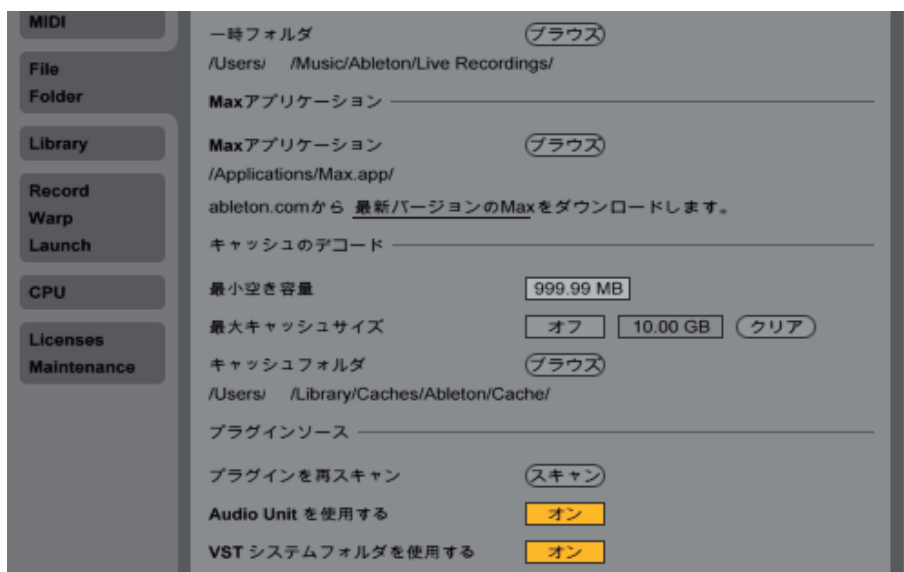 MIDI
File
Folder
Library
Record
Warp
Launch
CPU
Licenses
Maintenance
一時フォルダ ブラウズ
/Users/ /Music/Ableton/Live Recordings/
Maxアプリケーション
Maxアプリケーション ブラウズ
/Applications/Max.app/
ableton.comから 最新バージョンのMaxをダウンロードします。
キャッシュのデコード
最小空き容量 999.99 MB
最大キャッシュサイズ オフ 10.00 GB クリア
キャッシュフォルダ ブラウズ
/Users/ /Library/Caches/Ableton/Cache/
プラグインソース
プラグインを再スキャン スキャン
Audio Unit を使用する オン
VST システムフォルダを使用する オン